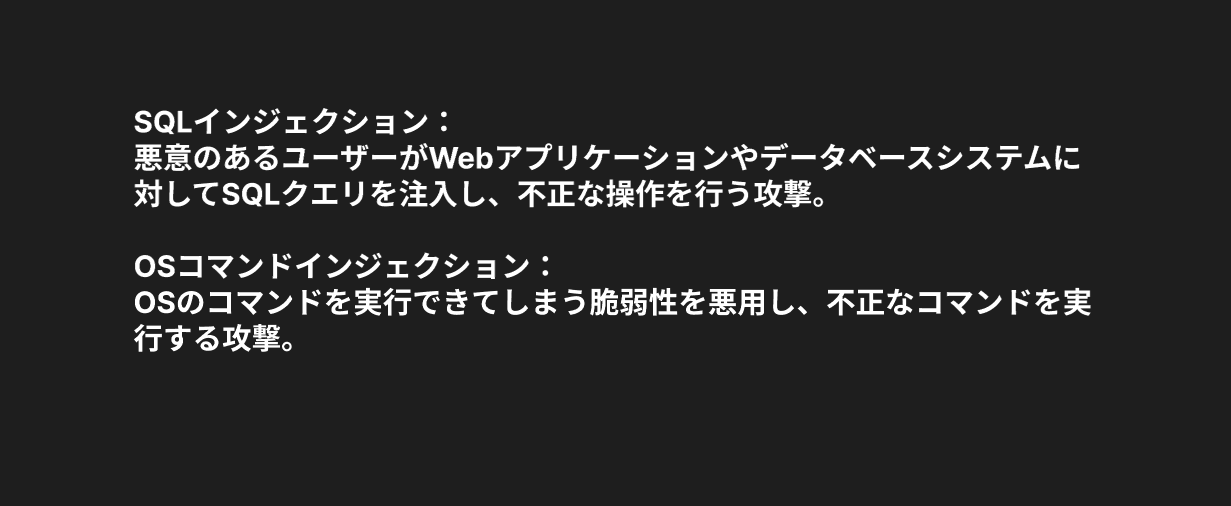 SQLインジェクション：
悪意のあるユーザーがWebアプリケーションやデータベースシステムに
対してSQLクエリを注入し、不正な操作を行う攻撃。
OSコマンドインジェクション：
OSのコマンドを実行できてしまう脆弱性を悪用し、不正なコマンドを実
行する攻撃。